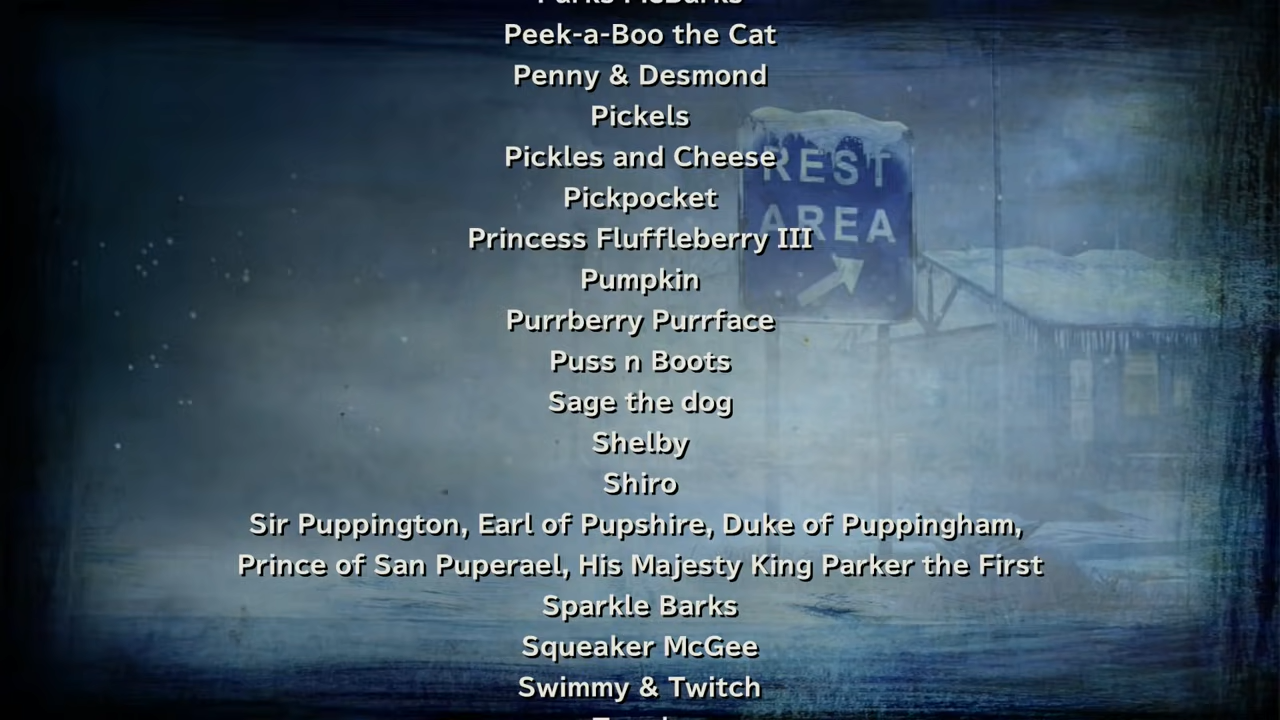 Peek-a-Boo the Cat
Penny & Desmond
Pickels
Pickles and Cheese
Pickpocket
Princess Fluffleberry III
Pumpkin
Purrberry Purrface
Puss n Boots
Sage the dog
Shelby
Shiro
Sir Puppington, Earl of Pupshire, Duke of Puppingham,
Prince of San Puperael, His Majesty King Parker the First
Sparkle Barks
Squeaker McGee
Swimmy & Twitch
REST
AREA